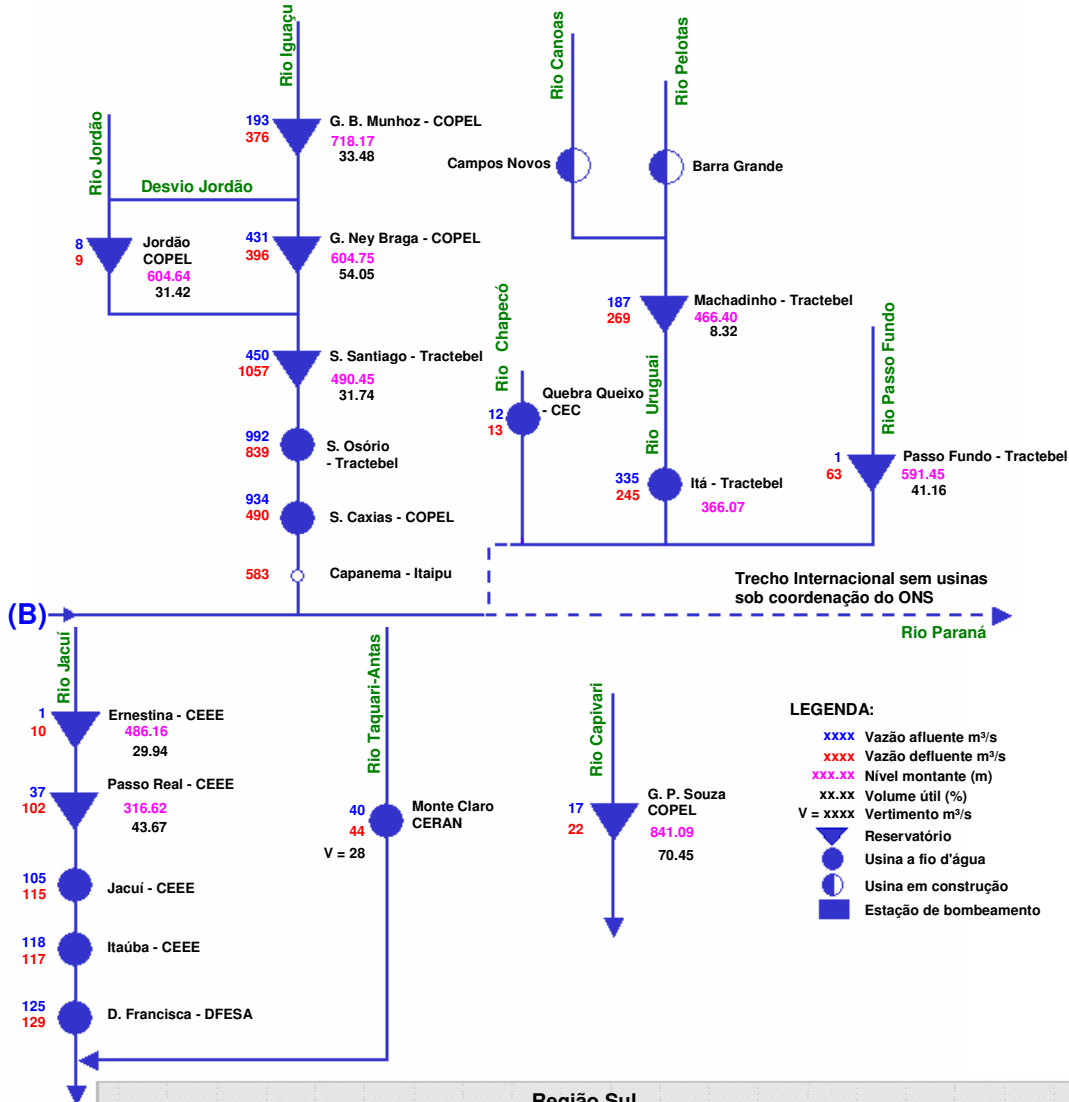 Rio Iguaçu
193
376
G. B. Munhoz - COPEL
718.17
33.48
Rio Jordão
Desvio Jordão
8
9
Jordão
COPEL
604.64
31.42
431
396
G. Ney Braga - COPEL
604.75
54.05
450
1057
S. Santiago - Tractebel
490.45
31.74
992
839
S. Osório
- Tractebel
934
490
S. Caxias - COPEL
583
Capanema - Itaipu
Rio Canoas
Rio Pelotas
Campos Novos
Barra Grande
187
269
Machadinho - Tractebel
466.40
8.32
Rio Chapecó
12
13
Quebra Queixo
- CEC
Rio Uruguai
335
245
Itá - Tractebel
366.07
Rio Passo Fundo
1
63
Passo Fundo - Tractebel
591.45
41.16
Trecho Internacional sem usinas
sob coordenação do ONS
(B)
Rio Paraná
Rio Jacuí
1
10
Ernestina - CEEE
486.16
29.94
37
102
Passo Real - CEEE
316.62
43.67
105
115
Jacuí - CEEE
118
117
Itaúba - CEEE
125
129
D. Francisca - DFESA
Rio Taquari-Antas
40
44
V = 28
Monte Claro
CERAN
Rio Capivari
17
22
G. P. Souza
COPEL
841.09
70.45
LEGENDA:
xxxx Vazão afluente m³/s
xxxx Vazão defluente m³/s
xxx.xx Nível montante (m)
xx.xx Volume útil (%)
V = xxxx Vertimento m³/s
Reservatório
Usina a fio d'água
Usina em construção
Estação de bombeamento
Região Sul